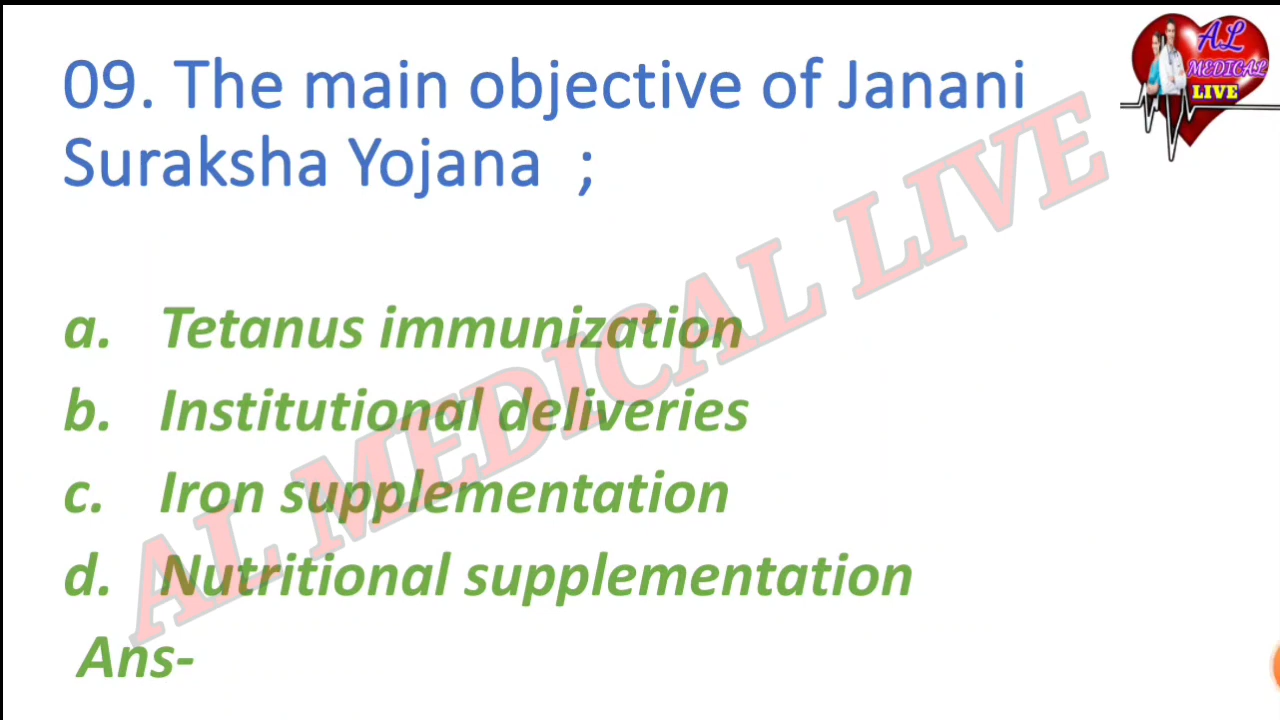 09. The main objective of Janani
Suraksha Yojana ;
a. Tetanus immunization
b. Institutional deliveries
c. Iron supplementation
d. Nutritional supplementation
Ans-
AL MEDICAL LIVE
AL
MEDICAL
LIVE